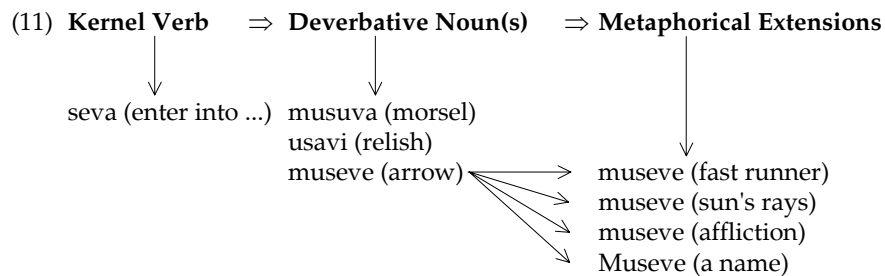 (11) Kernel Verb ⇒ Deverbative Noun(s) ⇒ Metaphorical Extensions
seva (enter into ...) musuva (morsel)
usavi (relish)
museve (arrow) museve (fast runner)
museve (sun's rays)
museve (affliction)
Museve (a name)